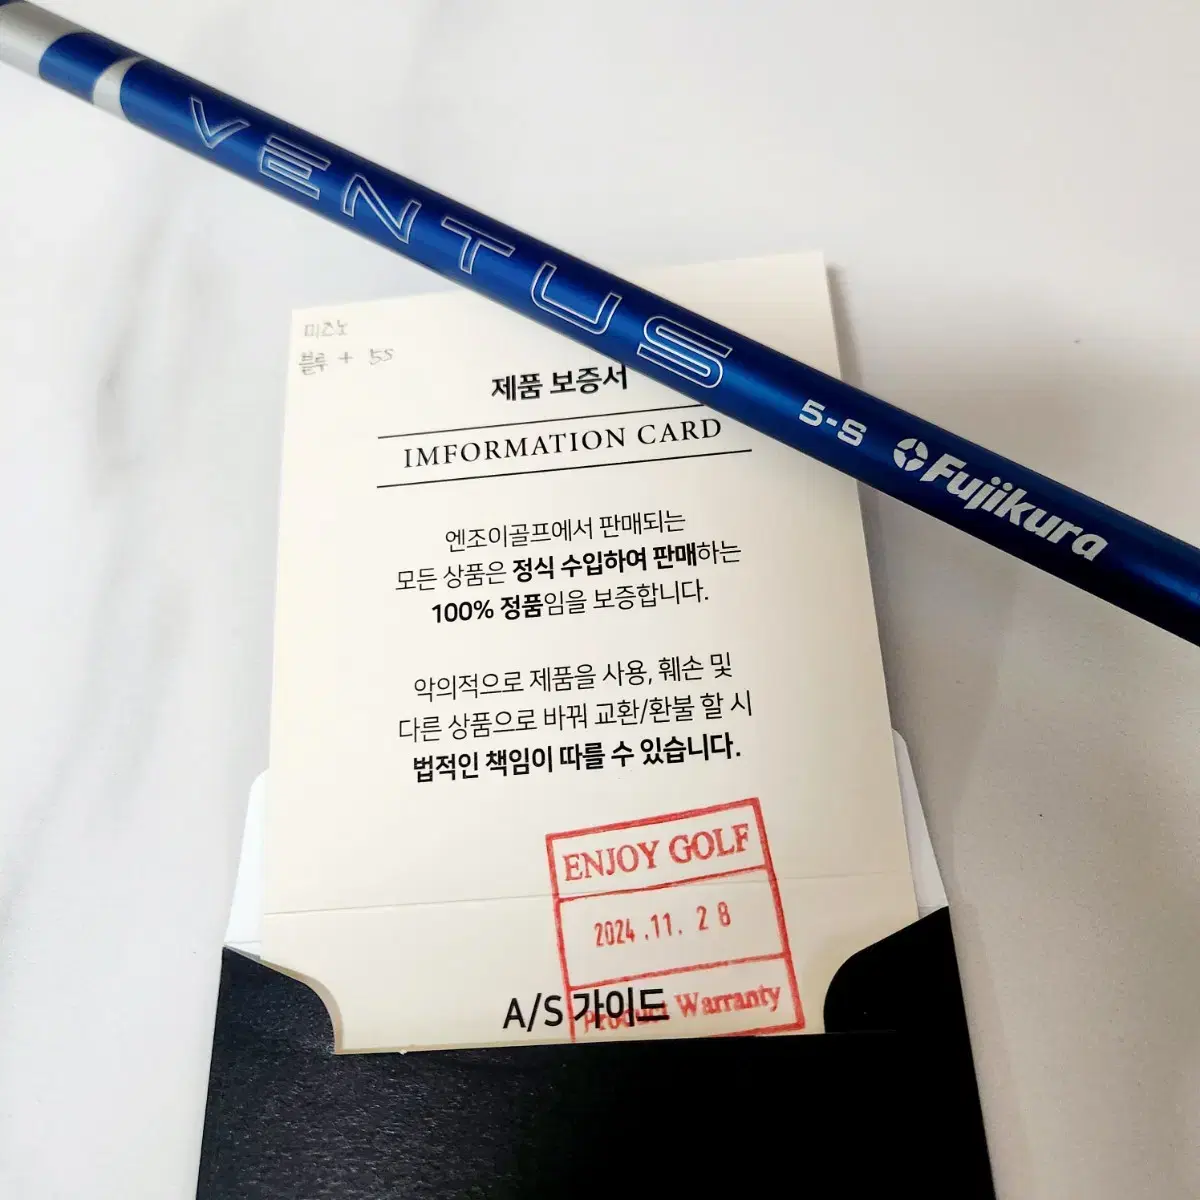 VENTUS 5-S Fujikura
미즈노
블루 + 5S
제품 보증서
IMFORMATION CARD
엔조이골프에서 판매되는
모든 상품은 정식 수입하여 판매하는
100% 정품임을 보증합니다.
악의적으로 제품을 사용, 훼손 및
다른 상품으로 바꿔 교환/환불 할 시
법적인 책임이 따를 수 있습니다.
ENJOY GOLF
2024.11.28
Product Warranty
A/S 가이드